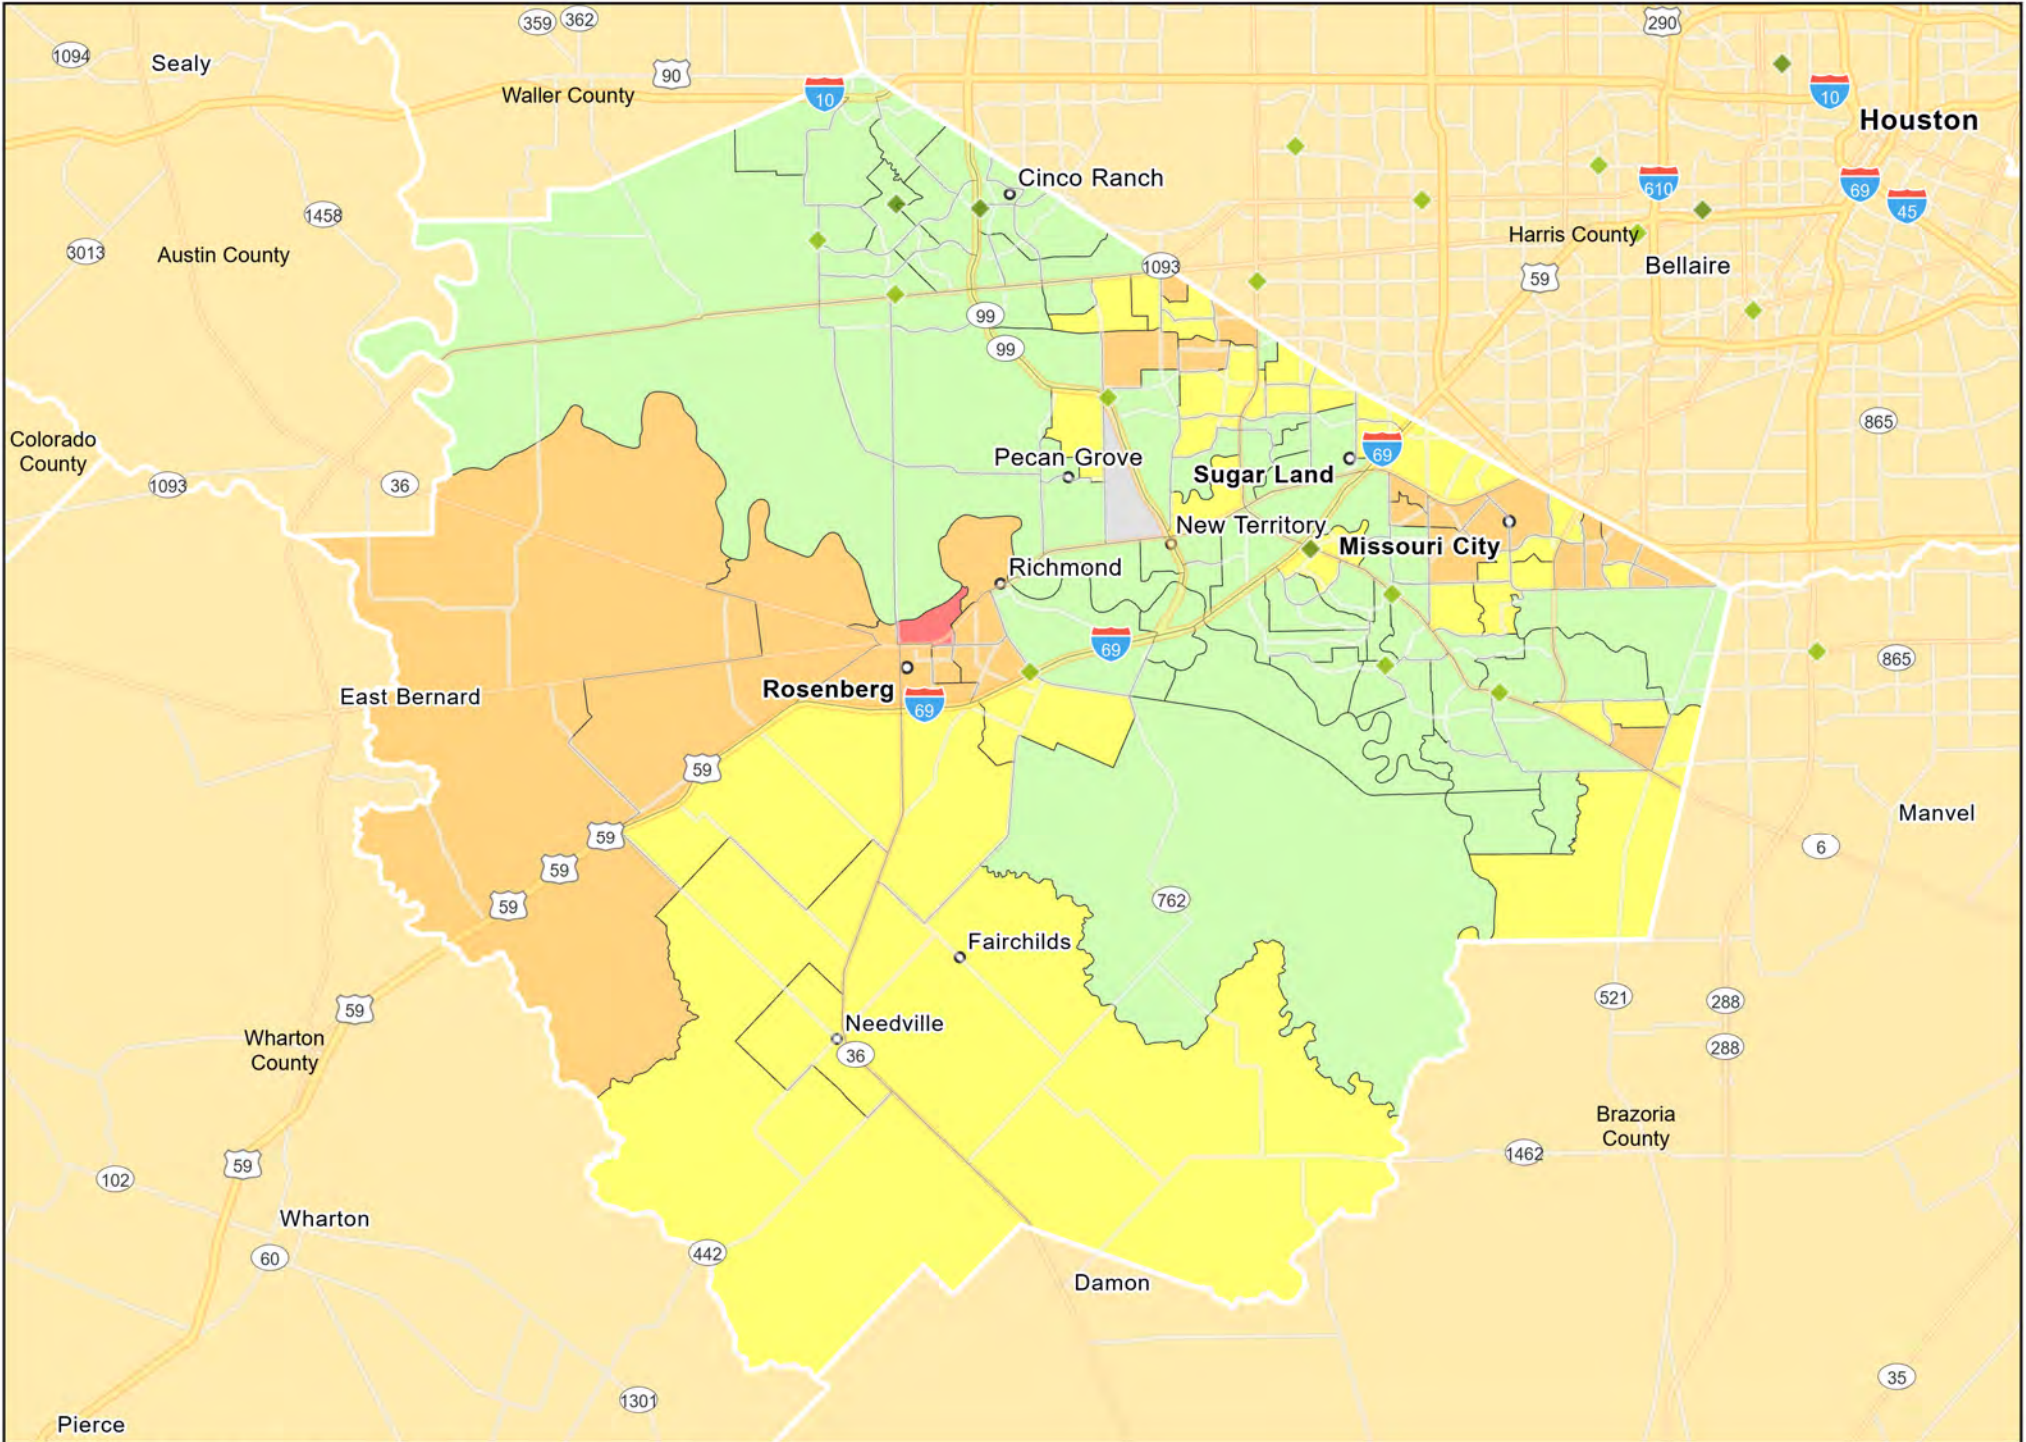 359
362
290
1094
Sealy
90
Waller County
10
10
Houston
Cinco Ranch
610
69
45
1458
3013
Austin County
Harris County
Bellaire
1093
59
99
99
865
Colorado
County
1093
36
Pecan Grove
Sugar Land
69
New Territory
Missouri City
Richmond
69
865
East Bernard
Rosenberg
69
59
59
59
59
Manvel
6
762
Fairchilds
59
521
288
288
Needville
36
Wharton
County
Brazoria
County
1462
59
102
Wharton
60
442
Damon
1301
35
Pierce